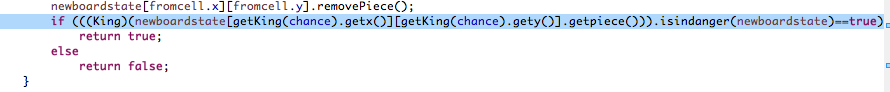 newboardstate[fromcell.x][fromcell.y].removePiece();
if (((King)(newboardstate[getKing(chance).getx()][getKing(chance).gety()].getpiece())).isindanger(newboardstate)==true)
return true;
else
return false;
}